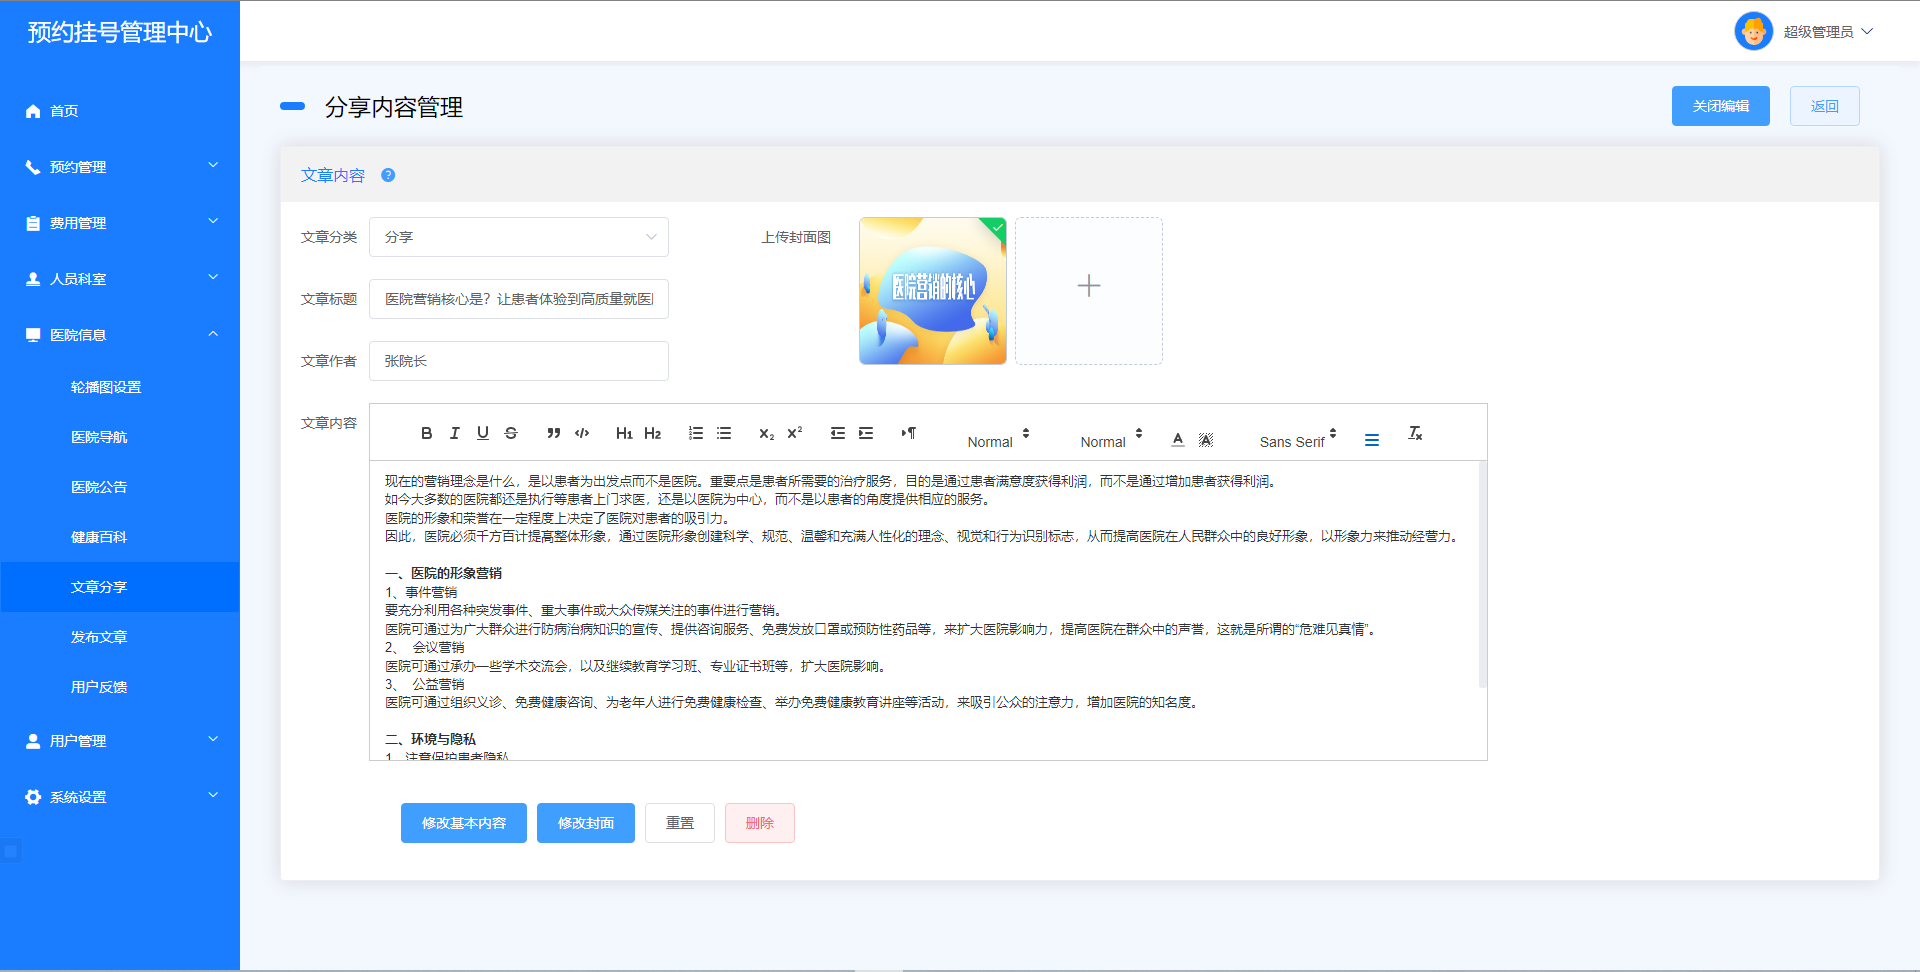 预约挂号管理中心
超级管理员
首页
预约管理
费用管理
人员科室
医院信息
轮播图设置
医院导航
医院公告
健康百科
文章分享
发布文章
用户反馈
用户管理
系统设置
分享内容管理
关闭编辑
返回
文章内容
文章分类
分享
上传封面图
医院营销的核心
文章标题
医院营销核心是？让患者体验到高质量就医
文章作者
张院长
文章内容
Normal
Normal
Sans Serif
现在的营销理念是什么，是以患者为出发点而不是医院。重要点是患者所需要的治疗服务，目的是通过患者满意度获得利润，而不是通过增加患者获得利润。
如今大多数的医院都还是执行等患者上门求医，还是以医院为中心，而不是以患者的角度提供相应的服务。
医院的形象和荣誉在一定程度上决定了医院对患者的吸引力。
因此，医院必须千方百计提高整体形象，通过医院形象创建科学、规范、温馨和充满人性化的理念、视觉和行为识别标志，从而提高医院在人民群众中的良好形象，以形象力来推动经营力。
一、医院的形象营销
1、事件营销
要充分利用各种突发事件、重大事件或大众传媒关注的事件进行营销。
医院可通过为广大群众进行防病治病知识的宣传、提供咨询服务、免费发放口罩或预防性药品等，来扩大医院影响力，提高医院在群众中的声誉，这就是所谓的“危难见真情”。
2、 会议营销
医院可通过承办一些学术交流会，以及继续教育学习班、专业证书班等，扩大医院影响。
3、 公益营销
医院可通过组织义诊、免费健康咨询、为老年人进行免费健康检查、举办免费健康教育讲座等活动，来吸引公众的注意力，增加医院的知名度。
二、环境与隐私
1、注意保护患者隐私
修改基本内容
修改封面
重置
删除